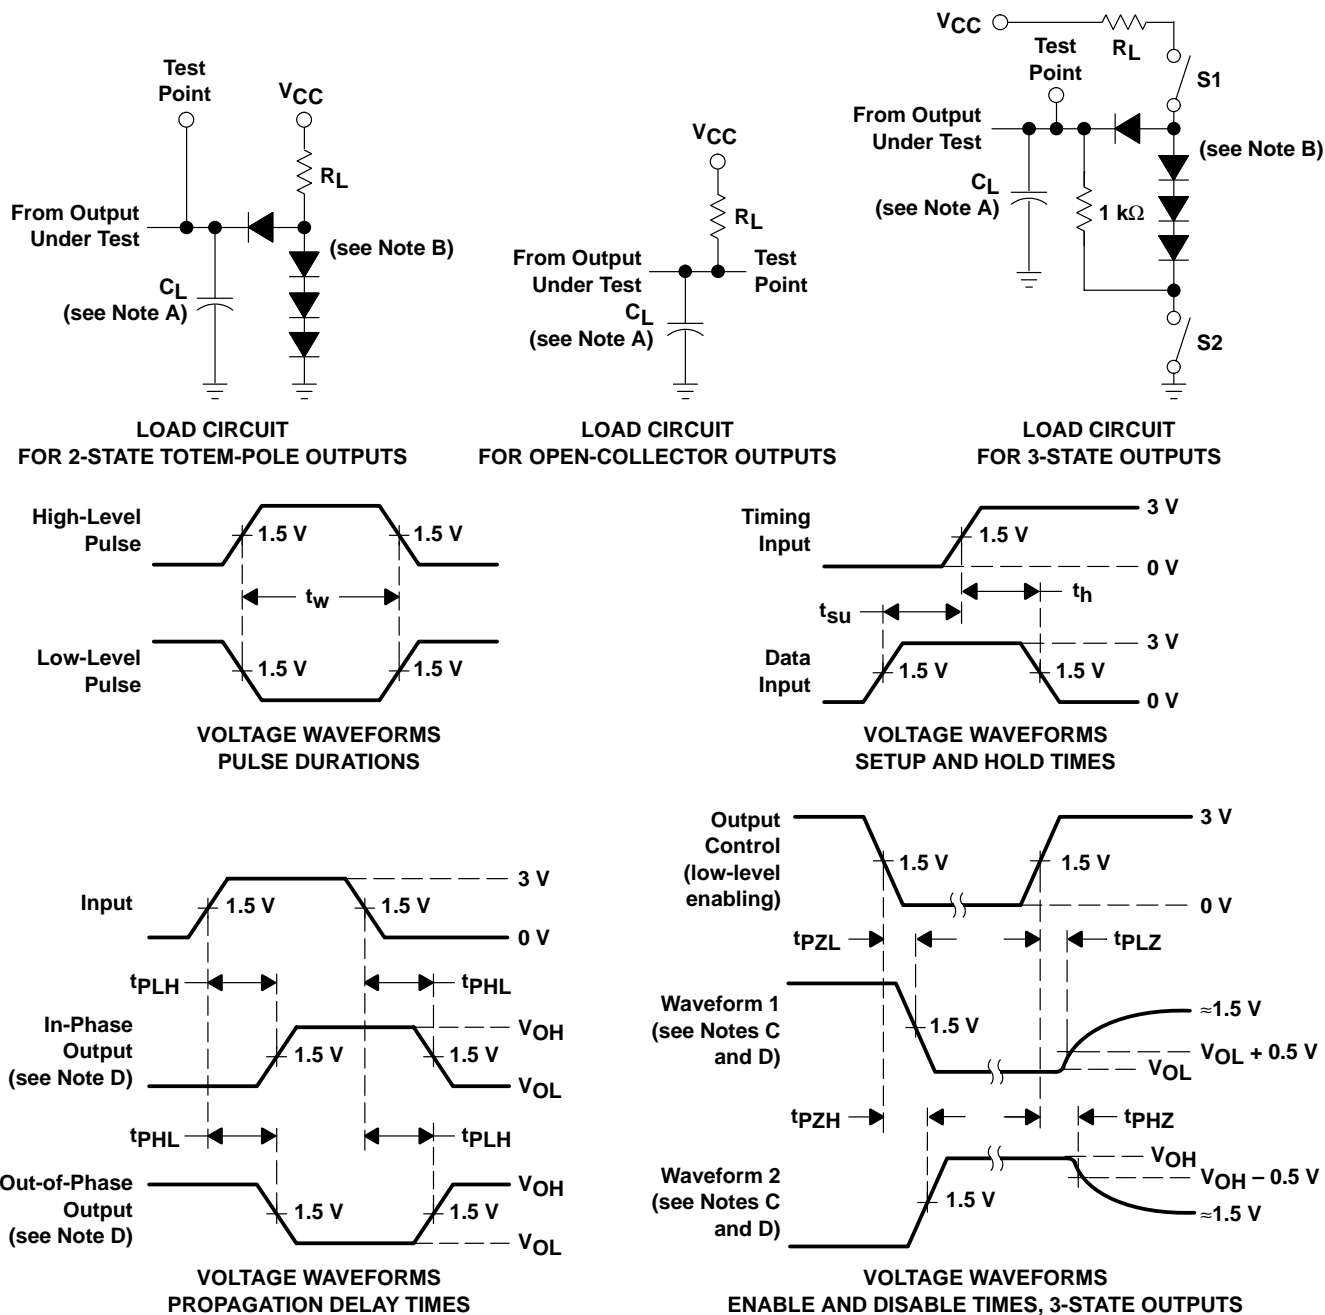 Test
Point
VCC
RL
From Output
Under Test
(see Note B)
CL
(see Note A)
LOAD CIRCUIT
FOR 2-STATE TOTEM-POLE OUTPUTS
VCC
RL
From Output
Under Test
Test
Point
CL
(see Note A)
LOAD CIRCUIT
FOR OPEN-COLLECTOR OUTPUTS
VCC
RL
Test
Point
S1
From Output
Under Test
(see Note B)
CL
(see Note A)
1 kΩ
S2
LOAD CIRCUIT
FOR 3-STATE OUTPUTS
High-Level
Pulse
1.5 V
1.5 V
tw
Low-Level
Pulse
1.5 V
1.5 V
VOLTAGE WAVEFORMS
PULSE DURATIONS
Timing
Input
1.5 V
3 V
0 V
th
tsu
Data
Input
1.5 V
1.5 V
3 V
0 V
VOLTAGE WAVEFORMS
SETUP AND HOLD TIMES
Input
1.5 V
1.5 V
3 V
0 V
tPLH
tPHL
In-Phase
Output
(see Note D)
1.5 V
1.5 V
VOH
VOL
tPHL
tPLH
Out-of-Phase
Output
(see Note D)
1.5 V
1.5 V
VOH
VOL
VOLTAGE WAVEFORMS
PROPAGATION DELAY TIMES
Output
Control
(low-level
enabling)
1.5 V
1.5 V
3 V
0 V
tPZL
tPLZ
Waveform 1
(see Notes C
and D)
1.5 V
≈1.5 V
VOL + 0.5 V
VOL
tPZH
tPHZ
Waveform 2
(see Notes C
and D)
1.5 V
VOH
VOH – 0.5 V
≈1.5 V
VOLTAGE WAVEFORMS
ENABLE AND DISABLE TIMES, 3-STATE OUTPUTS